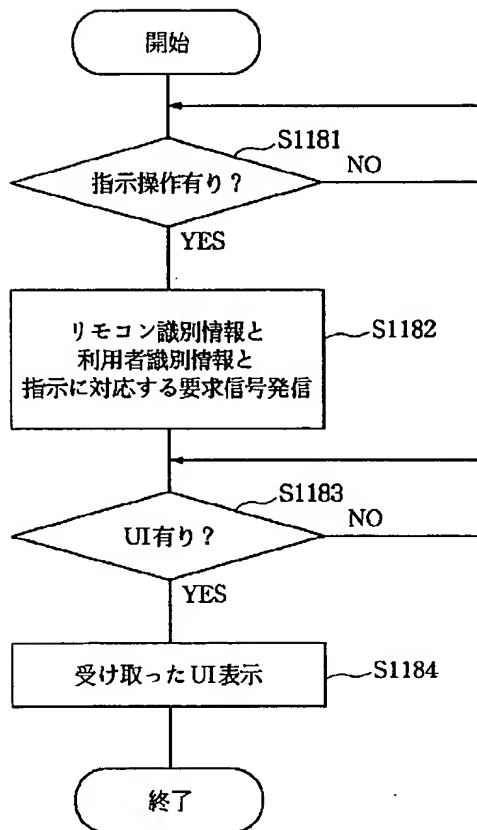 開始
S1181
指示操作有り?
NO
YES
リモコン識別情報と
利用者識別情報と
指示に対応する要求信号発信
S1182
S1183
UI有り?
NO
YES
受け取ったUI表示
S1184
終了